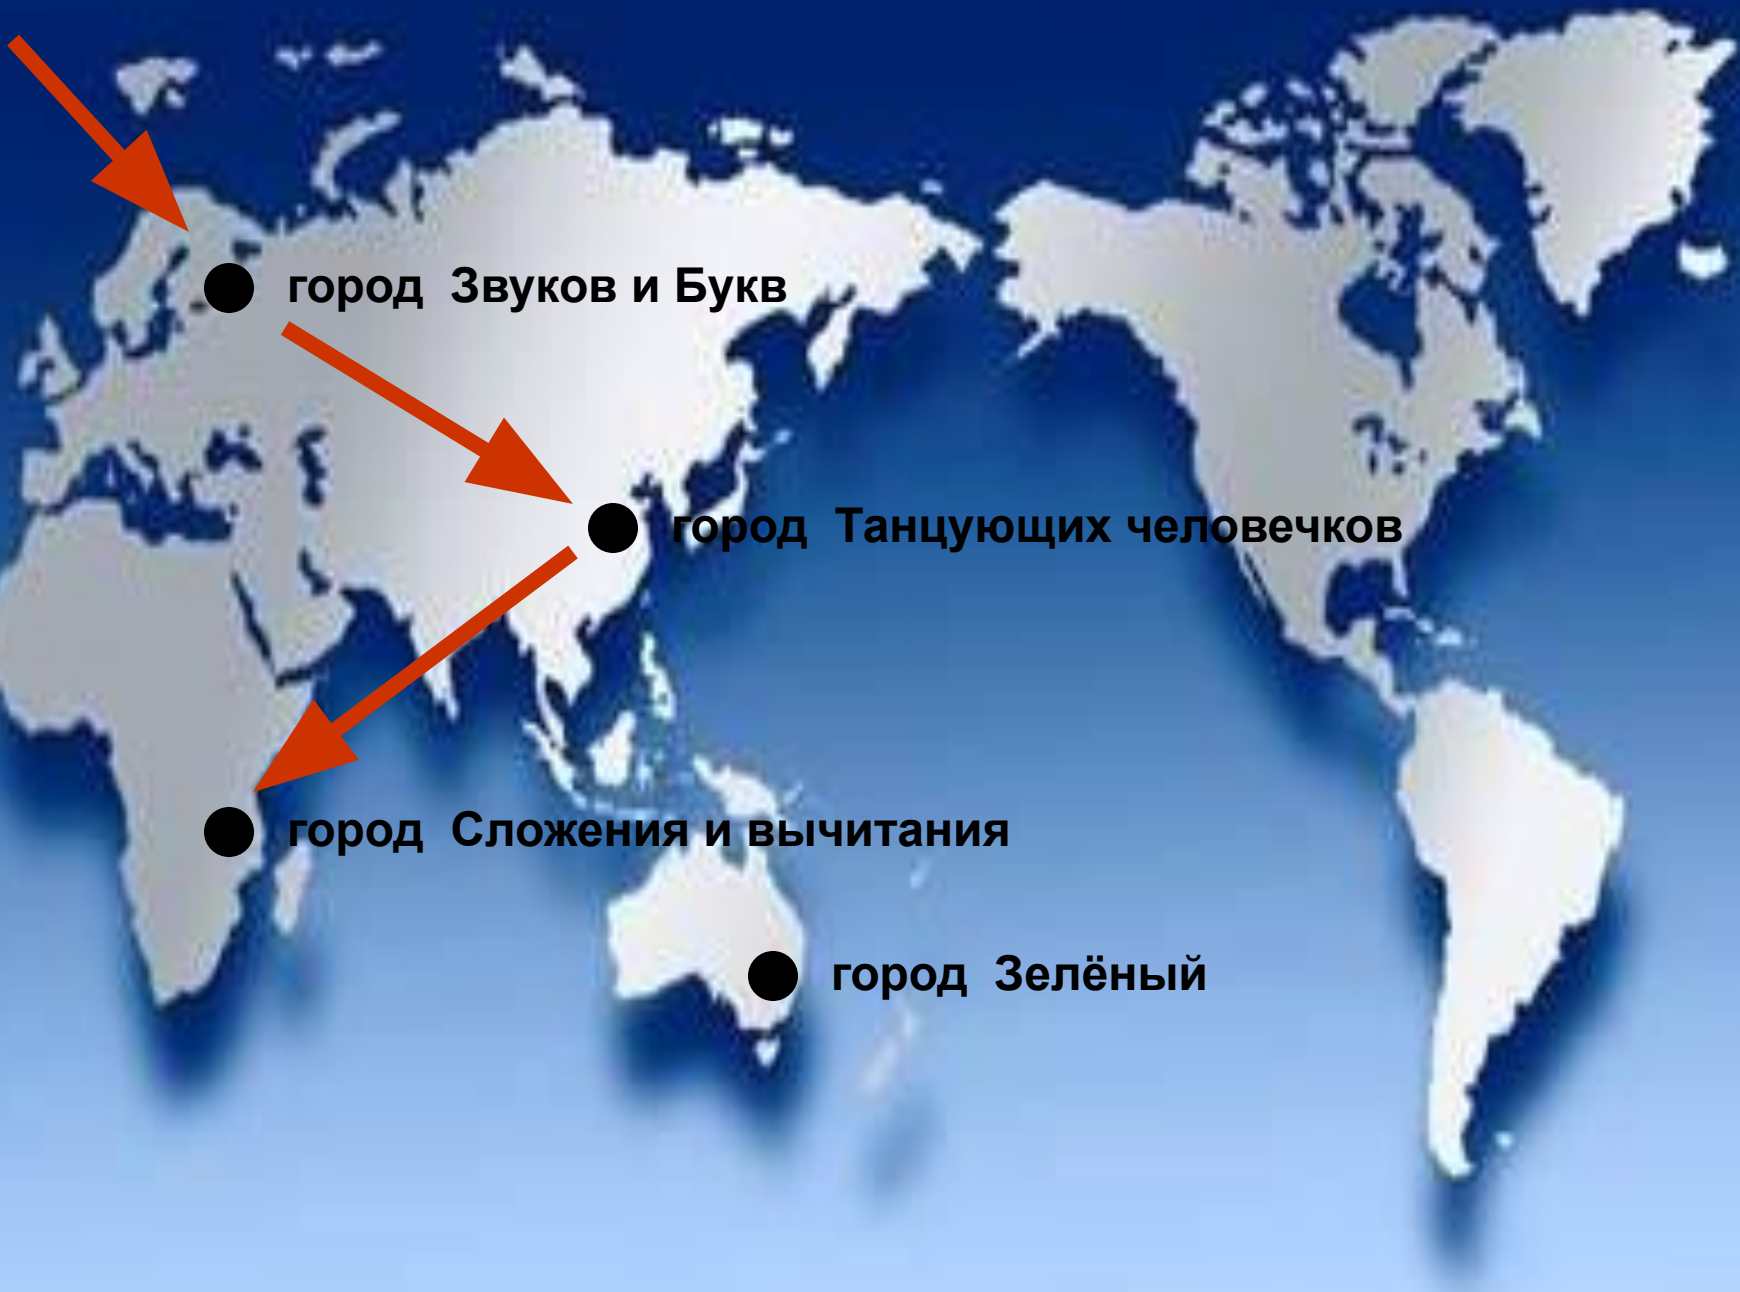 город Звуков и Букв
город Танцующих человечков
город Сложения и вычитания
город Зелёный